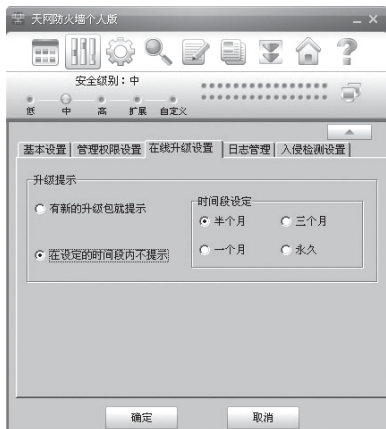 天网防火墙个人版
安全级别：中
低 中 高 扩展 自定义
基本设置 管理权限设置 在线升级设置 日志管理 入侵检测设置
升级提示
有新的升级包就提示
在设定的时间段内不提示
时间段设定
半个月 三个月
一个月 永久
确定 取消